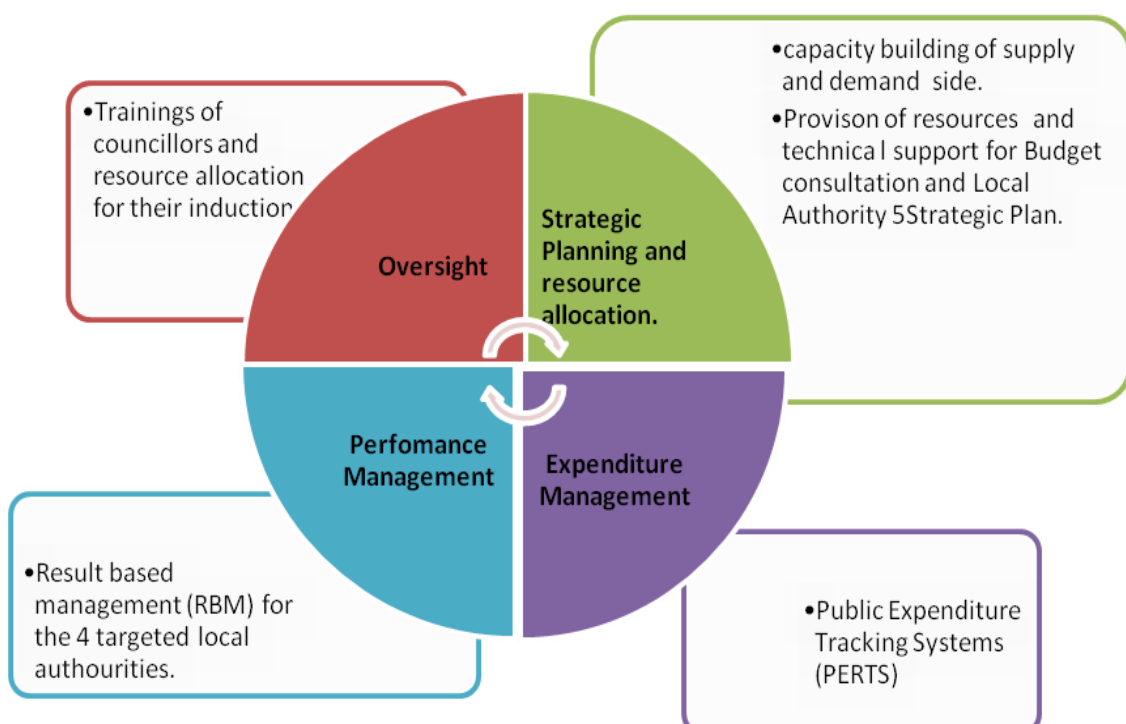 •Trainings of
councillors and
resource allocation
for their induction
•capacity building of supply
and demand side.
•Provison of resources and
technical support for Budget
consultation and Local
Authority 5Strategic Plan.
Oversight
Strategic
Planning and
resource
allocation.
Perfomance
Management
Expenditure
Management
•Result based
management (RBM) for
the 4 targeted local
authourities.
•Public Expenditure
Tracking Systems
(PERTS)